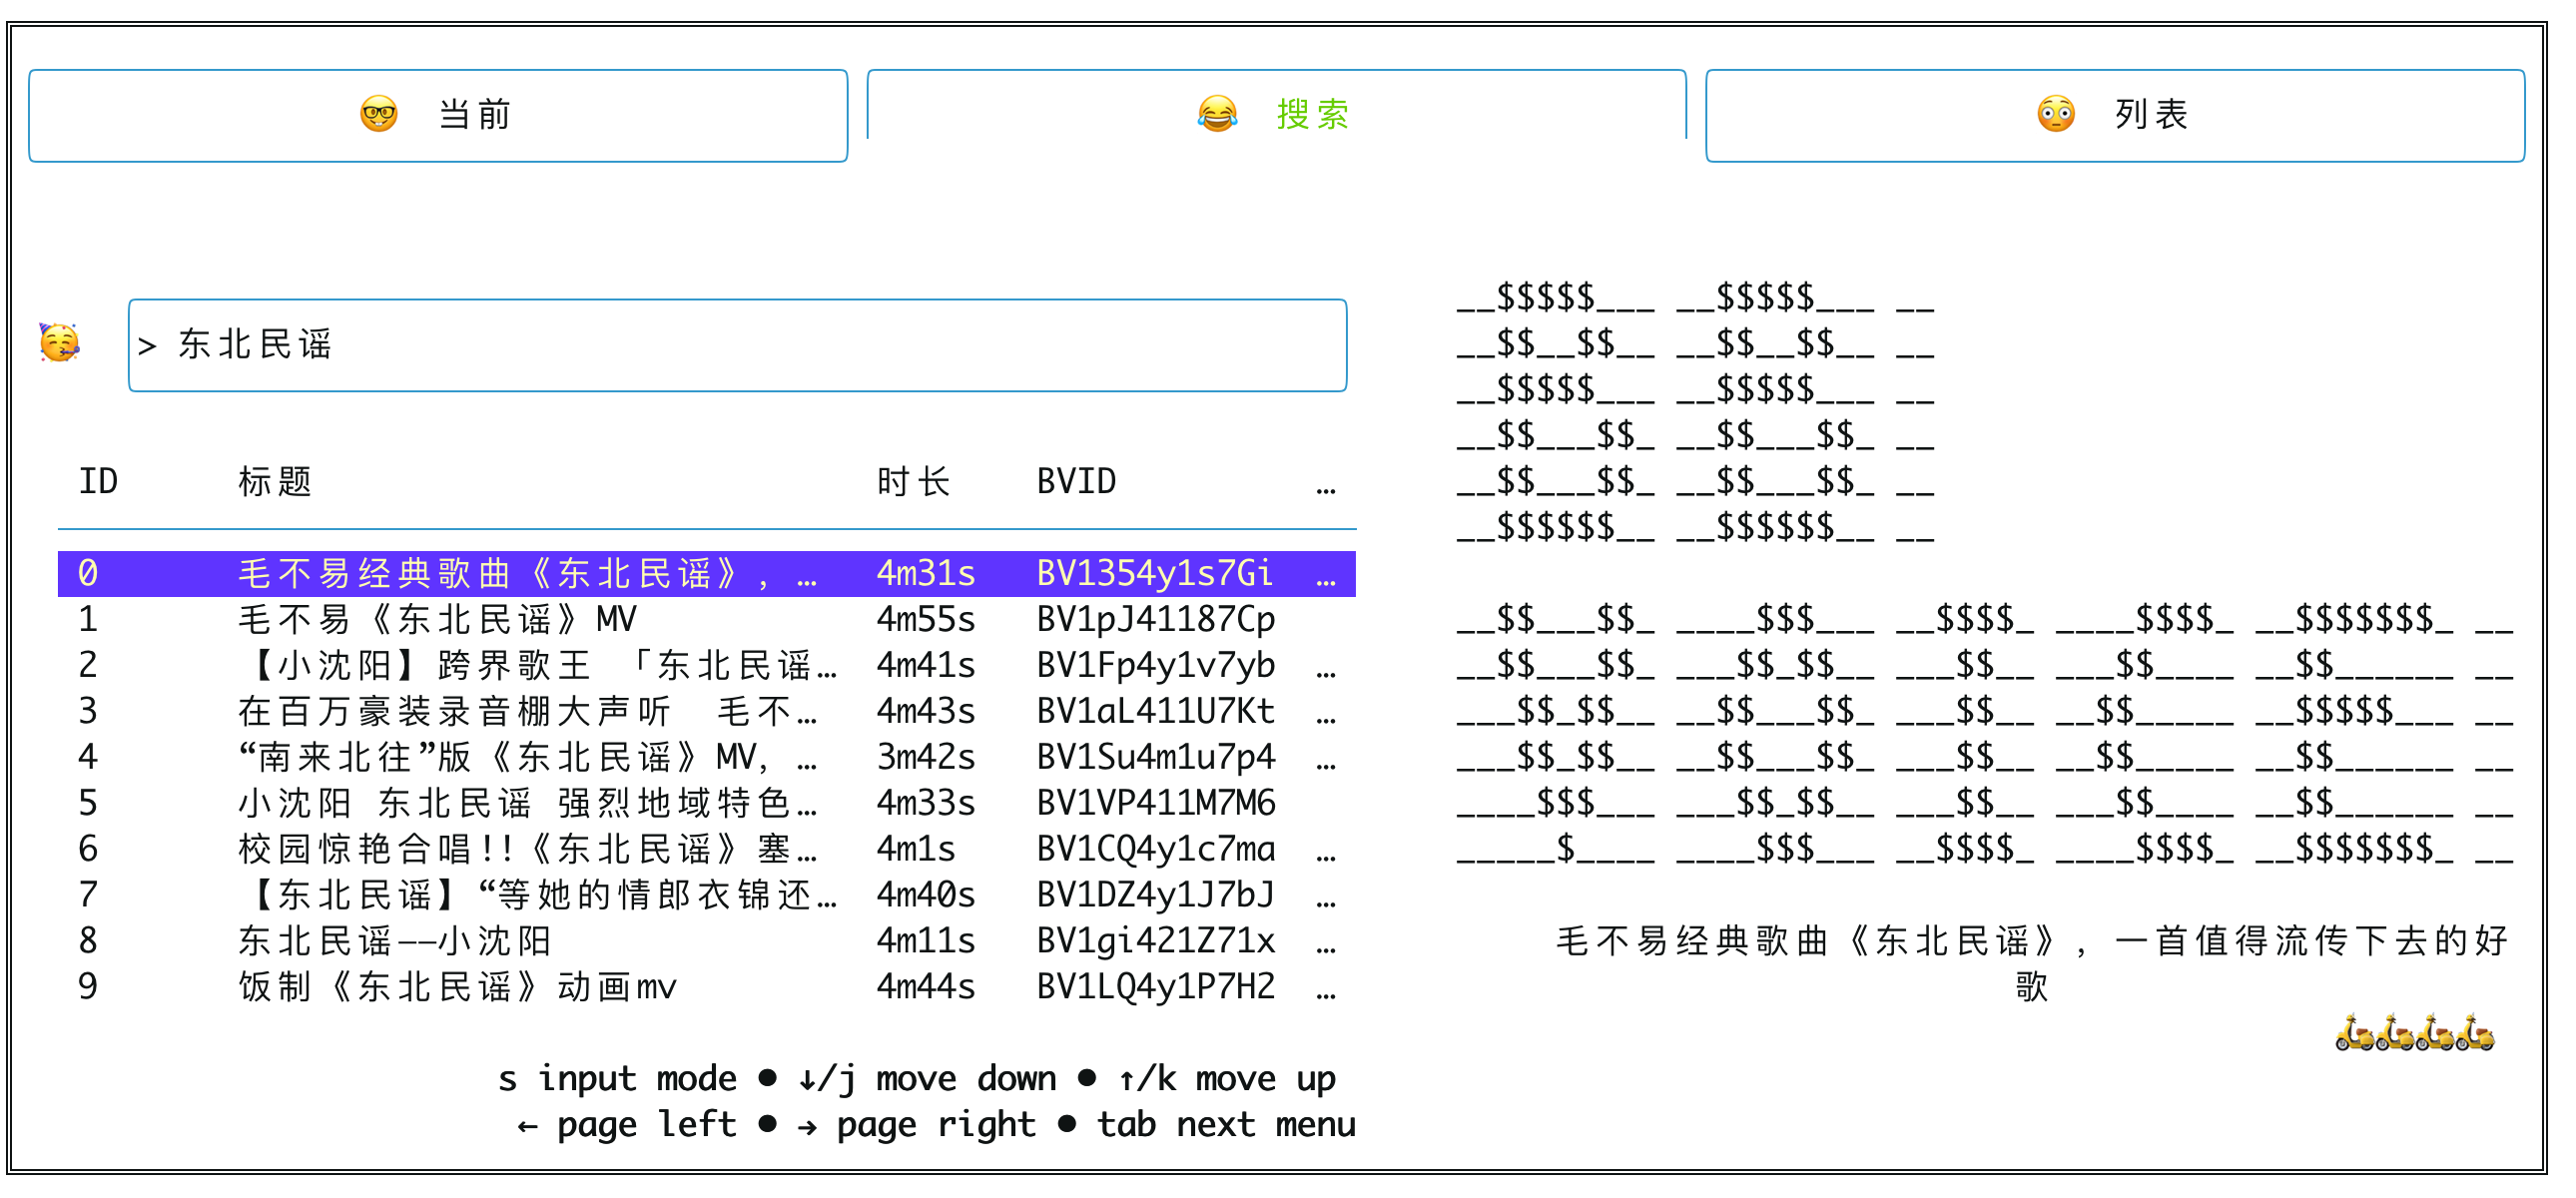 🤓 当前 😂 搜索 😳 列表
🥳 > 东北民谣
ID 标题 时长 BVID …
0 毛不易经典歌曲《东北民谣》，… 4m31s BV1354y1s7Gi …
1 毛不易《东北民谣》MV 4m55s BV1pJ41187Cp
2 【小沈阳】跨界歌王 「东北民谣… 4m41s BV1Fp4y1v7yb …
3 在百万豪装录音棚大声听 毛不… 4m43s BV1aL411U7Kt …
4 “南来北往”版《东北民谣》MV，… 3m42s BV1Su4m1u7p4 …
5 小沈阳 东北民谣 强烈地域特色… 4m33s BV1VP411M7M6
6 校园惊艳合唱!!《东北民谣》塞… 4m1s BV1CQ4y1c7ma …
7 【东北民谣】“等她的情郎衣锦还… 4m40s BV1DZ4y1J7bJ …
8 东北民谣——小沈阳 4m11s BV1gi421Z71x …
9 饭制《东北民谣》动画mv 4m44s BV1LQ4y1P7H2 …
s input mode • ↓/j move down • ↑/k move up
← page left • → page right • tab next menu
__$$$$$___ __$$$$$___ __
__$$__$$__ __$$__$$__ __
__$$$$$___ __$$$$$___ __
__$$___$$_ __$$___$$_ __
__$$___$$_ __$$___$$_ __
__$$$$$$__ __$$$$$$__ __
__$$___$$_ ____$$$___ __$$$$_ ____$$$$_ __$$$$$$$_ __
__$$___$$_ ___$$_$$__ ___$$__ ___$$____ __$$______ __
___$$_$$__ __$$___$$_ ___$$__ __$$_____ __$$$$$___ __
___$$_$$__ __$$___$$_ ___$$__ __$$_____ __$$______ __
____$$$___ ___$$_$$__ ___$$__ ___$$____ __$$______ __
_____$____ ____$$$___ __$$$$_ ____$$$$_ __$$$$$$$_ __
毛不易经典歌曲《东北民谣》，一首值得流传下去的好
歌
🛵🛵🛵🛵